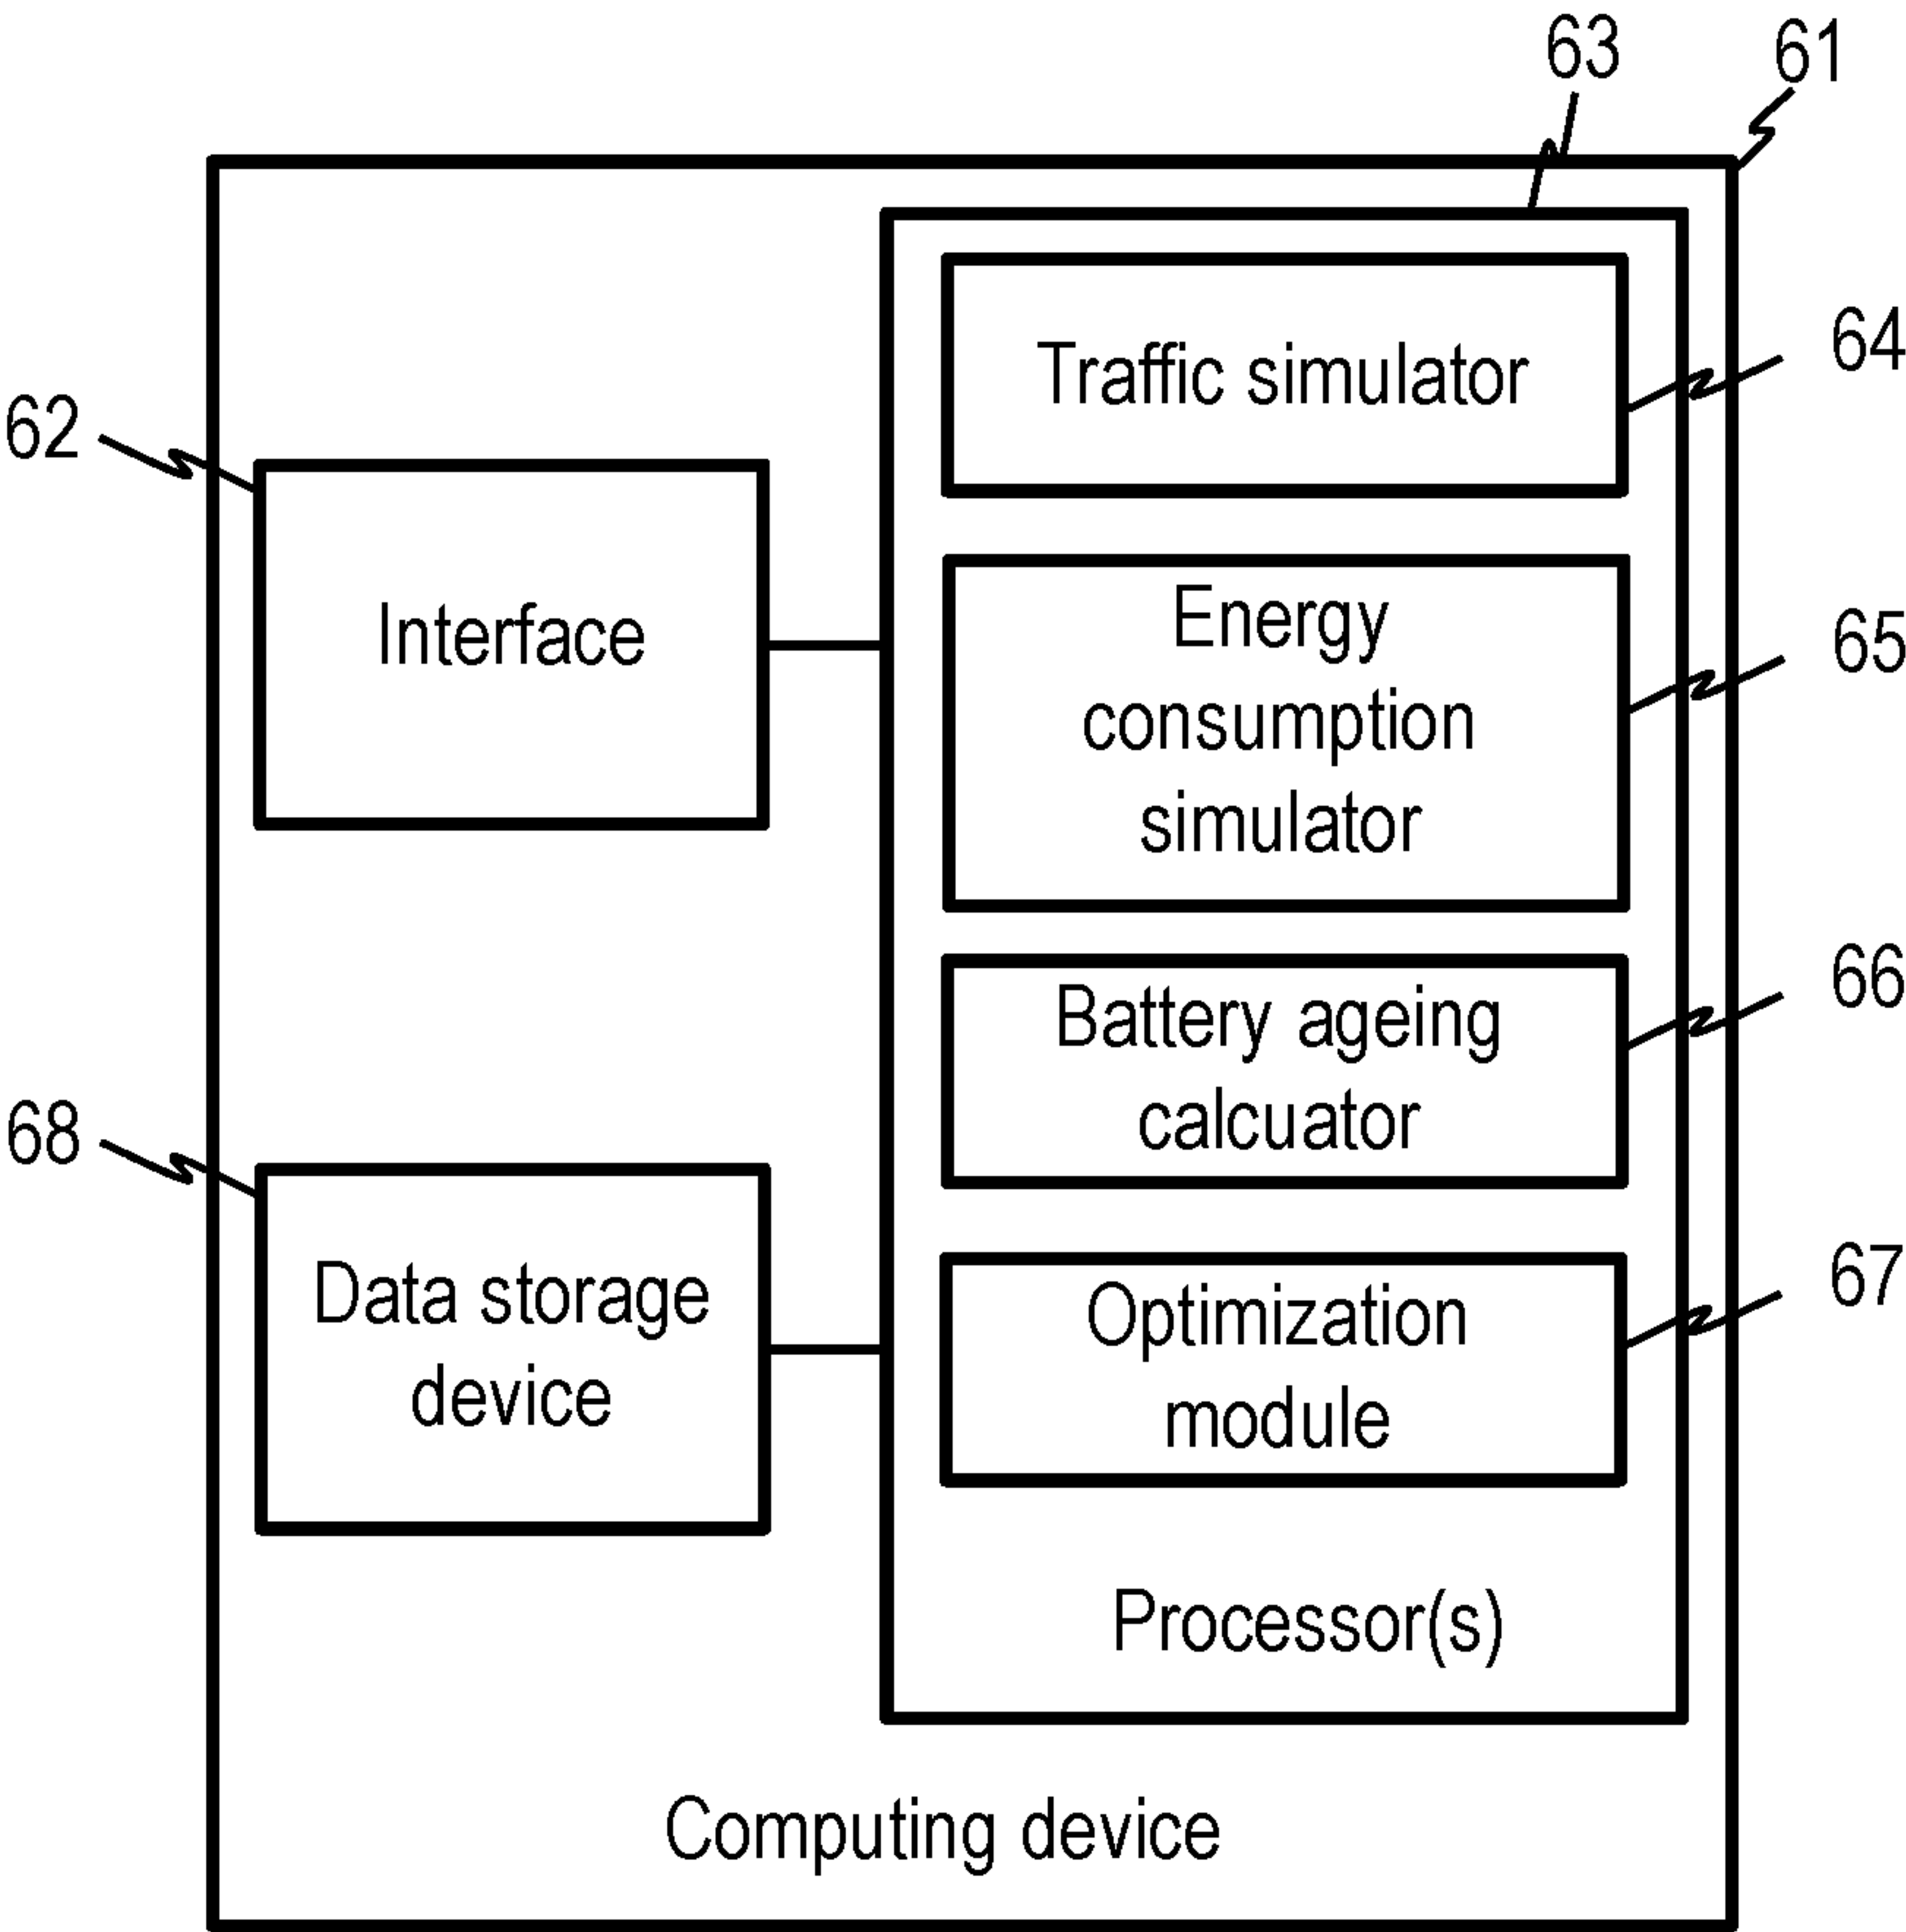 63
61
Traffic simulator
64
62
Interface
Energy
consumption
simulator
65
Battery ageing
calcuator
66
68
Data storage
device
Optimization
module
67
Processor(s)
Computing device